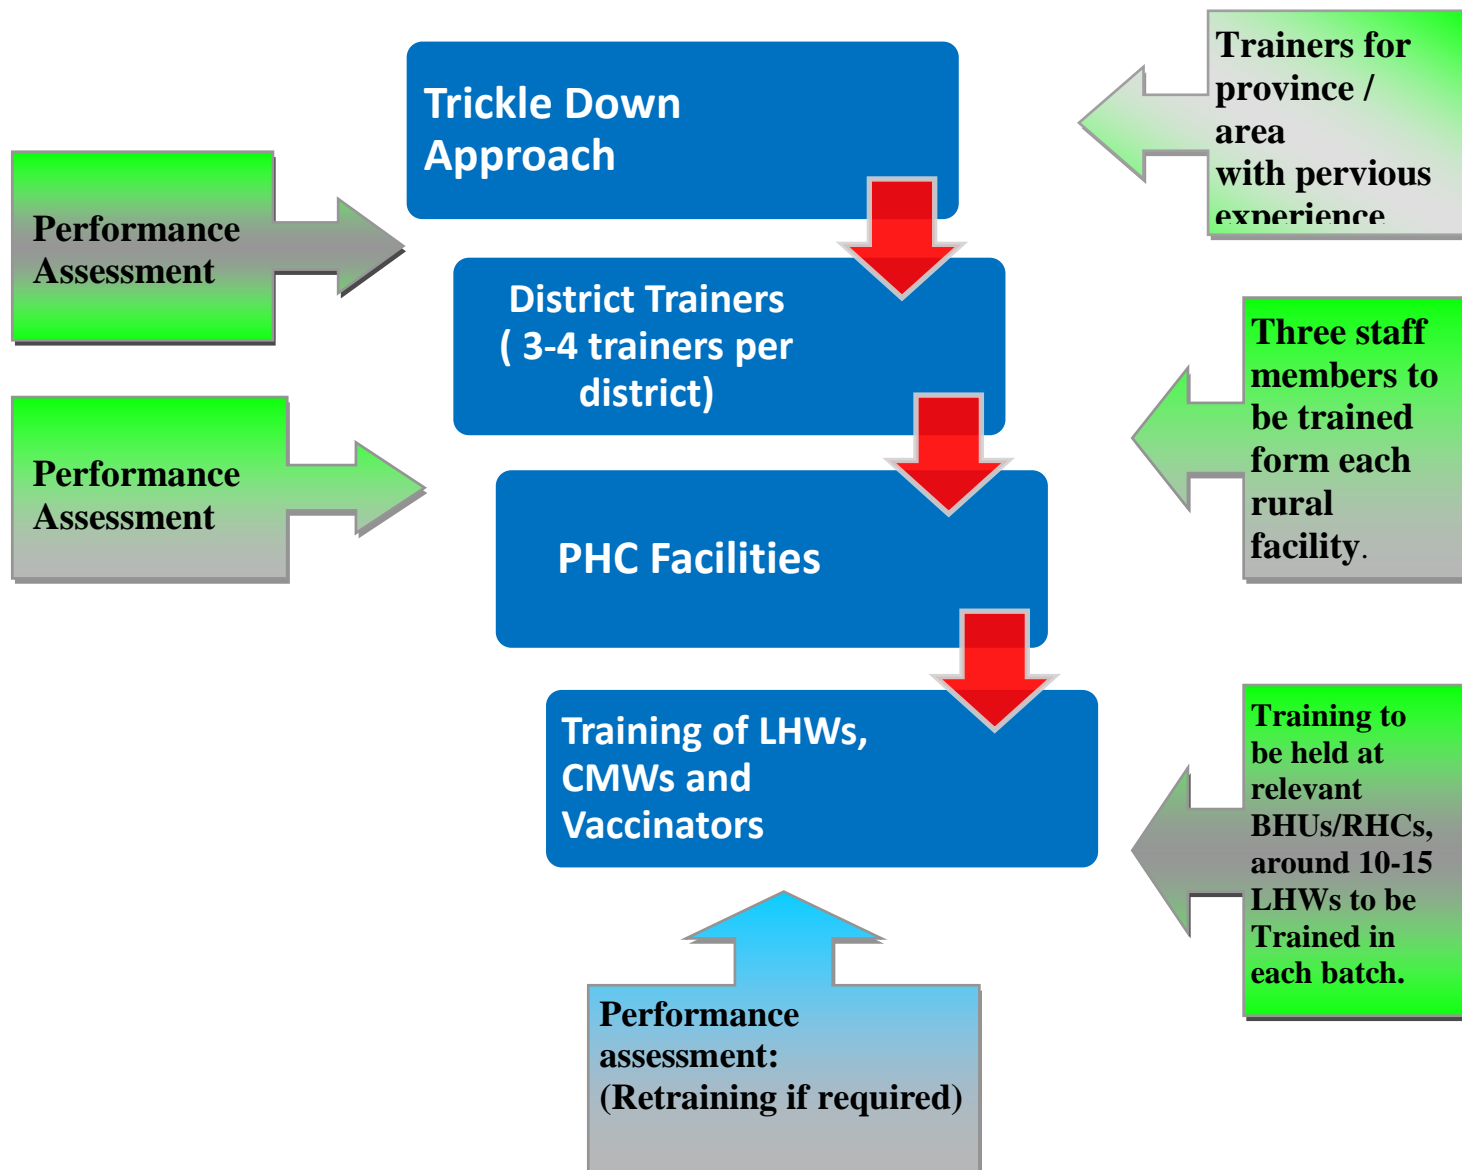 Trickle Down
Approach
Trainers for
province /
area
with pervious
experience
Performance
Assessment
District Trainers
( 3-4 trainers per
district)
Three staff
members to
be trained
form each
rural
facility.
Performance
Assessment
PHC Facilities
Training of LHWs,
CMWs and
Vaccinators
Training to
be held at
relevant
BHUs/RHCs,
around 10-15
LHWs to be
Trained in
each batch.
Performance
assessment:
(Retraining if required)